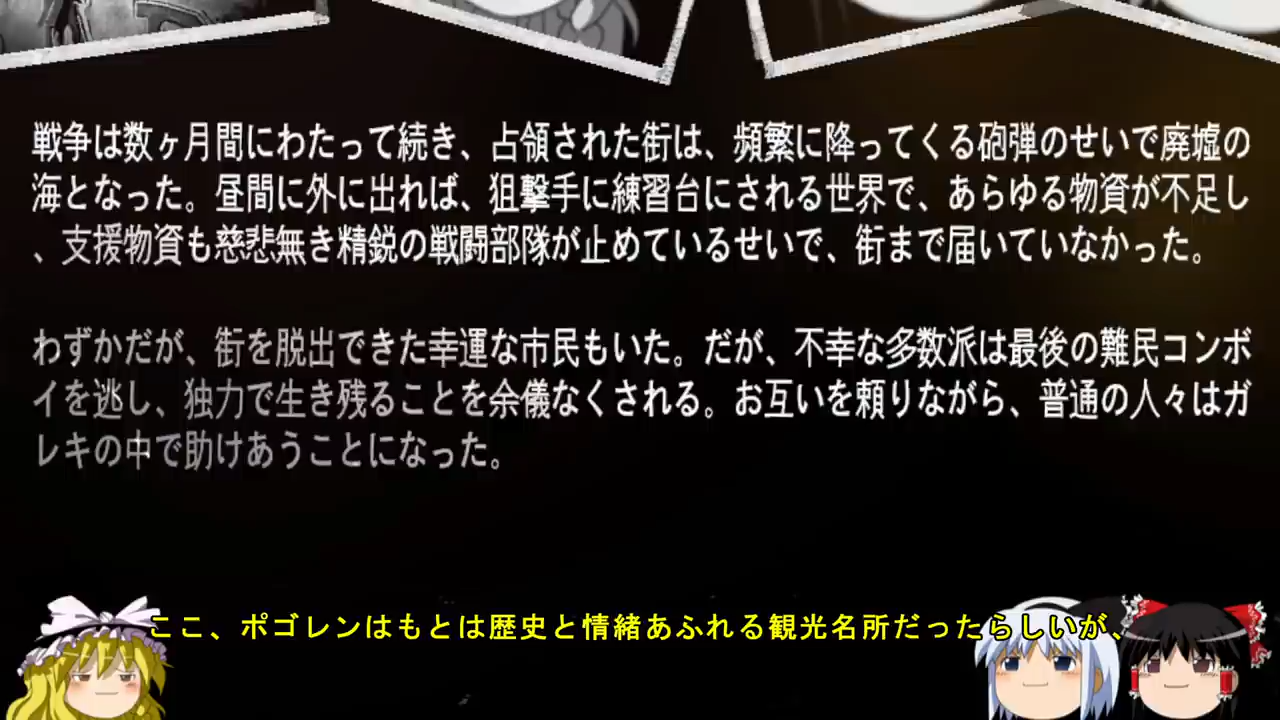 戦争は数ヶ月間にわたって続き、占領された街は、頻繁に降ってくる砲弾のせいで廃墟の
海となった。昼間に外に出れば、狙撃手に練習台にされる世界で、あらゆる物資が不足し
、支援物資も慈悲無き精鋭の戦闘部隊が止めているせいで、街まで届いていなかった。
わずかだが、街を脱出できた幸運な市民もいた。だが、不幸な多数派は最後の難民コンボ
イを逃し、独力で生き残ることを余儀なくされる。お互いを頼りながら、普通の人々はガ
レキの中で助けあうことになった。
ここ、ポゴレンはもとは歴史と情緒あふれる観光名所だったらしいが、